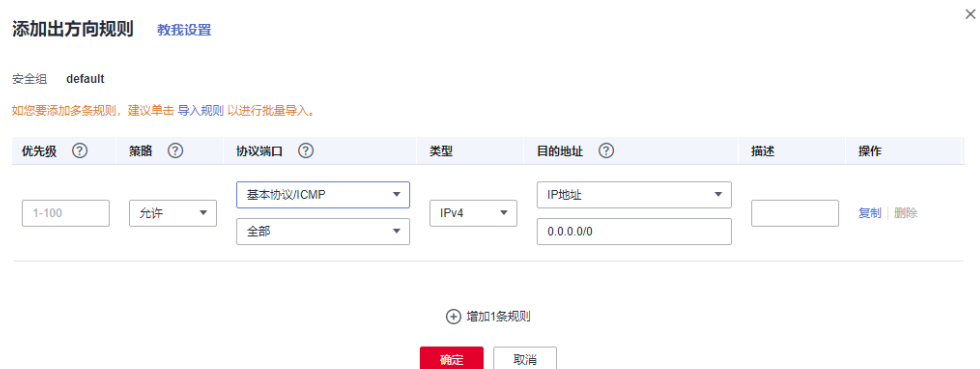 添加出方向规则 教我设置
安全组 default
如您要添加多条规则，建议单击 导入规则 以进行批量导入。
优先级 ? 策略 ? 协议端口 ? 类型 目的地址 ? 描述 操作
1-100 允许 基本协议/ICMP IPv4 IP地址 复制 删除
全部 0.0.0.0/0
增加1条规则
确定 取消